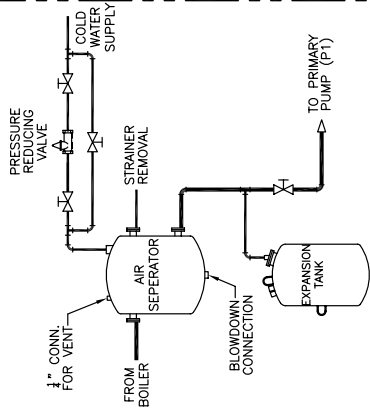 COLD
WATER
SUPPLY
PRESSURE
REDUCING
VALVE
TO PRIMARY
PUMP (P1)
STRAINER
REMOVAL
1/4" CONN.
FOR VENT
AIR
SEPERATOR
EXPANSION
TANK
FROM
BOILER
BLOWDOWN
CONNECTION